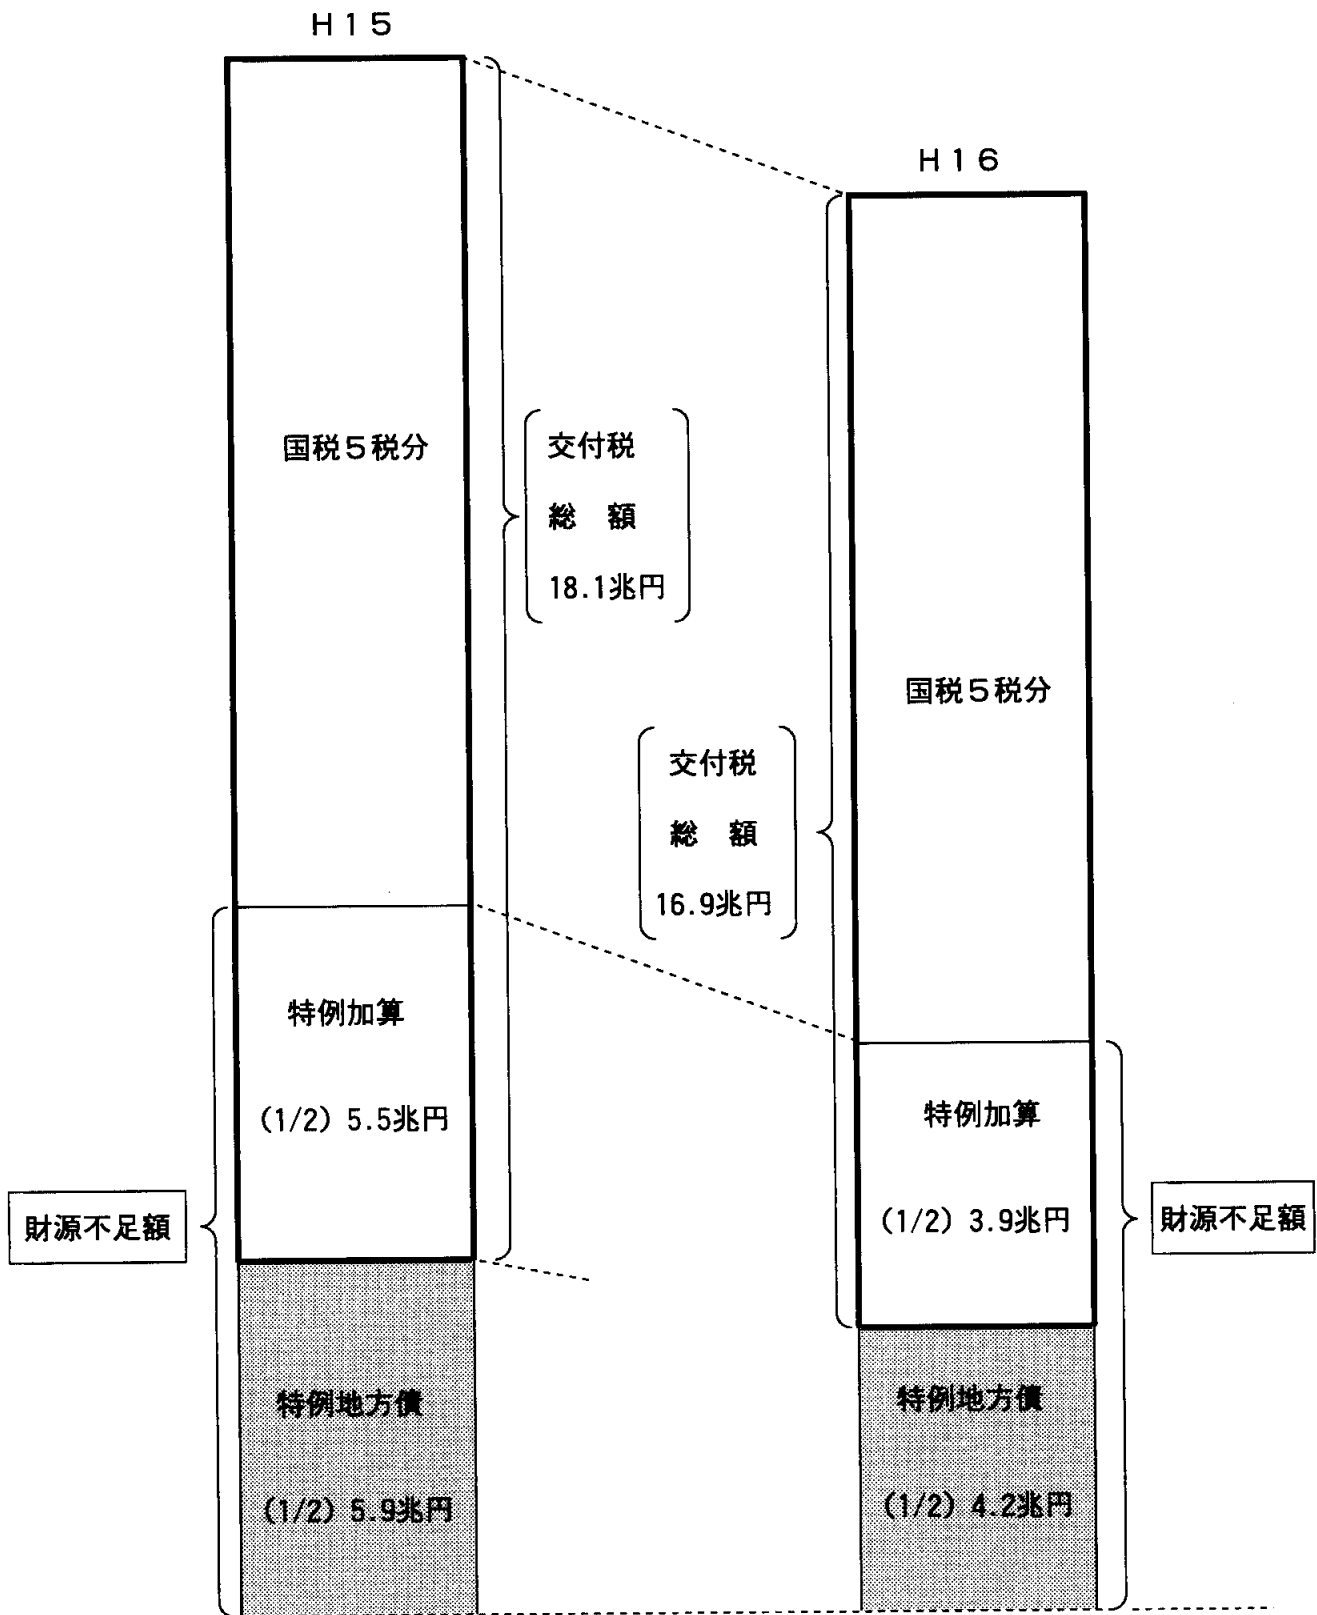 H15
国税5税分
交付税
総　額
18.1兆円
特例加算
(1/2) 5.5兆円
財源不足額
特例地方債
(1/2) 5.9兆円
H16
国税5税分
交付税
総　額
16.9兆円
特例加算
(1/2) 3.9兆円
財源不足額
特例地方債
(1/2) 4.2兆円